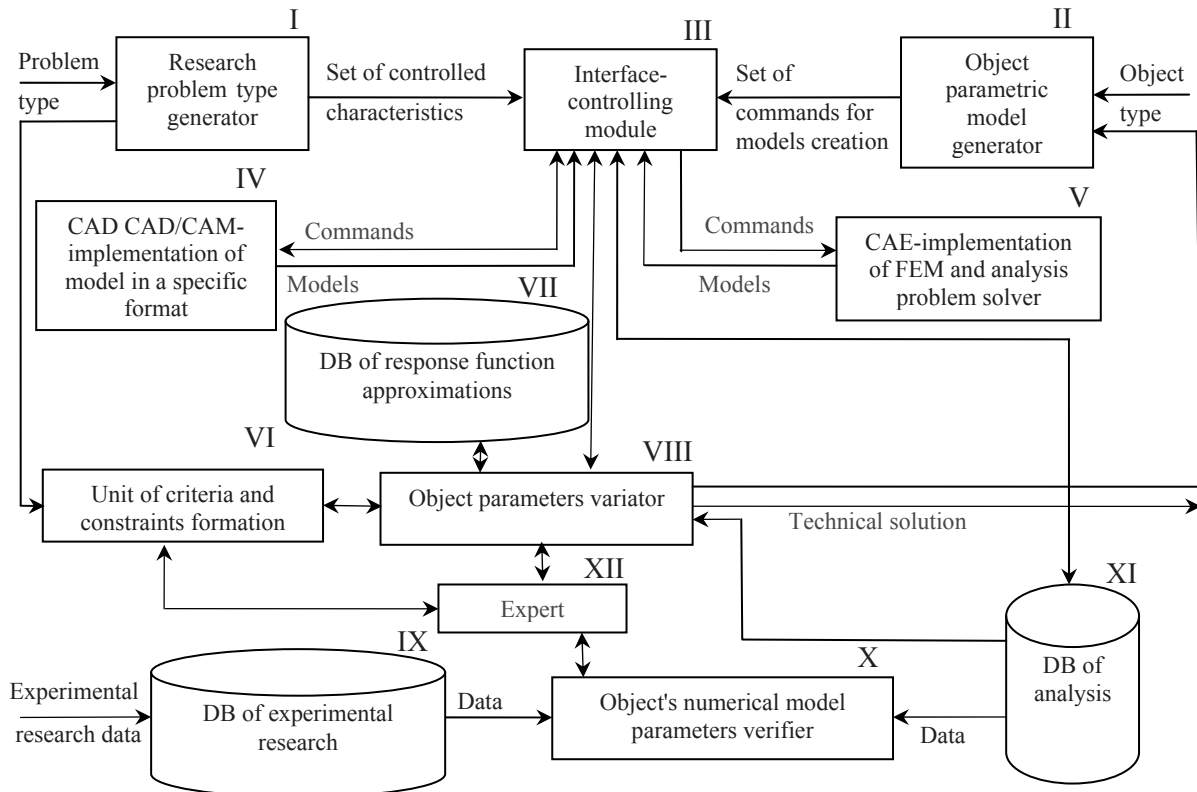 I
II
III
Problem
type
Research
problem type
generator
Set of controlled
characteristics
Interface-
controlling
module
Set of
commands for
models creation
Object
parametric
model
generator
Object
type
IV
V
CAD CAD/CAM-
implementation of
model in a specific
format
Commands
Models
Commands
Models
CAE-implementation
of FEM and analysis
problem solver
VII
DB of response function
approximations
VI
VIII
Unit of criteria and
constraints formation
Object parameters variator
Technical solution
XII
XI
Expert
IX
X
Experimental
research data
DB of experimental
research
Data
Object's numerical model
parameters verifier
Data
DB of
analysis